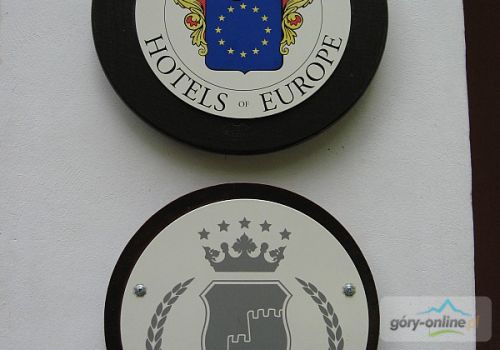 HOTELS OF EUROPE
góry-online.pl